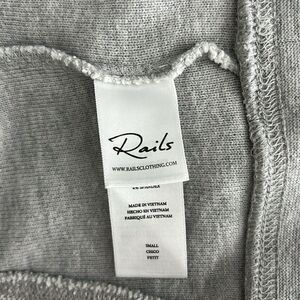 Rails
WWW.RAILSCLOTHING.COM
MADE IN VIETNAM
HECHO EN VIETNAM
FABRIQUÉ AU VIETNAM
SMALL
CHICO
PETIT